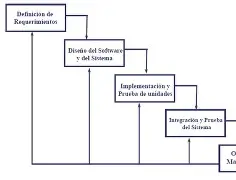 Definición de
Requerimientos
Diseño del Software
y del Sistema
Implementación y
Prueba de unidades
Integración y Prueba
del Sistema